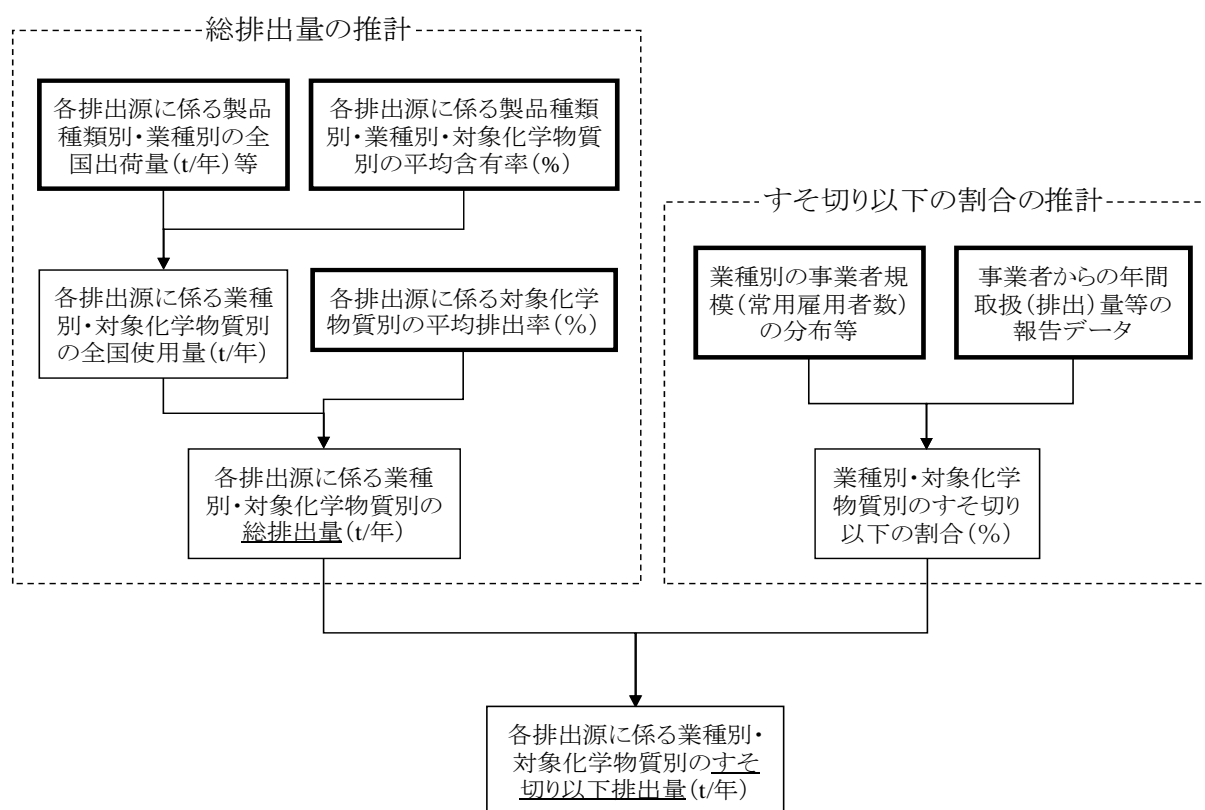 総排出量の推計
各排出源に係る製品
種類別・業種別の全
国出荷量(t/年)等
各排出源に係る製品種類
別・業種別・対象化学物質
別の平均含有率(%)
各排出源に係る業種
別・対象化学物質別
の全国使用量(t/年)
各排出源に係る対象化学
物質別の平均排出率(%)
各排出源に係る業種
別・対象化学物質別の
総排出量(t/年)
すそ切り以下の割合の推計
業種別の事業者規
模(常用雇用者数)
の分布等
事業者からの年間
取扱(排出)量等の
報告データ
業種別・対象化学
物質別のすそ切り
以下の割合(%)
各排出源に係る業種別・
対象化学物質別のすそ
切り以下排出量(t/年)